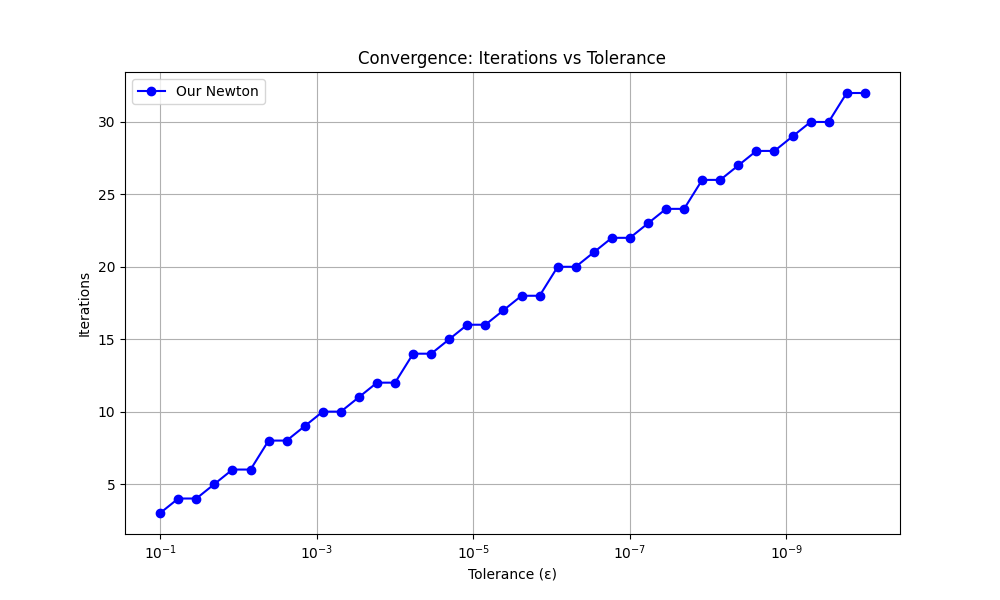 Convergence: Iterations vs Tolerance
Our Newton
30
25
20
15
10
5
Iterations
10⁻¹ 10⁻³ 10⁻⁵ 10⁻⁷ 10⁻⁹
Tolerance (ε)